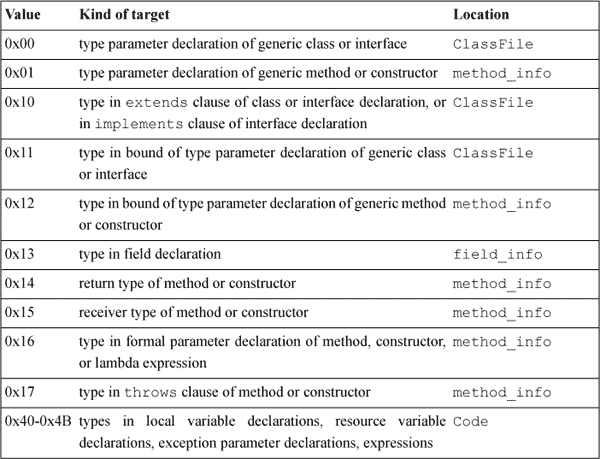 Value Kind of target Location
0x00 type parameter declaration of generic class or interface ClassFile
0x01 type parameter declaration of generic method or constructor method_info
0x10 type in extends clause of class or interface declaration, or ClassFile
in implements clause of interface declaration
0x11 type in bound of type parameter declaration of generic class ClassFile
or interface
0x12 type in bound of type parameter declaration of generic method method_info
or constructor
0x13 type in field declaration field_info
0x14 return type of method or constructor method_info
0x15 receiver type of method or constructor method_info
0x16 type in formal parameter declaration of method, constructor, method_info
or lambda expression
0x17 type in throws clause of method or constructor method_info
0x40-0x4B types in local variable declarations, resource variable Code
declarations, exception parameter declarations, expressions